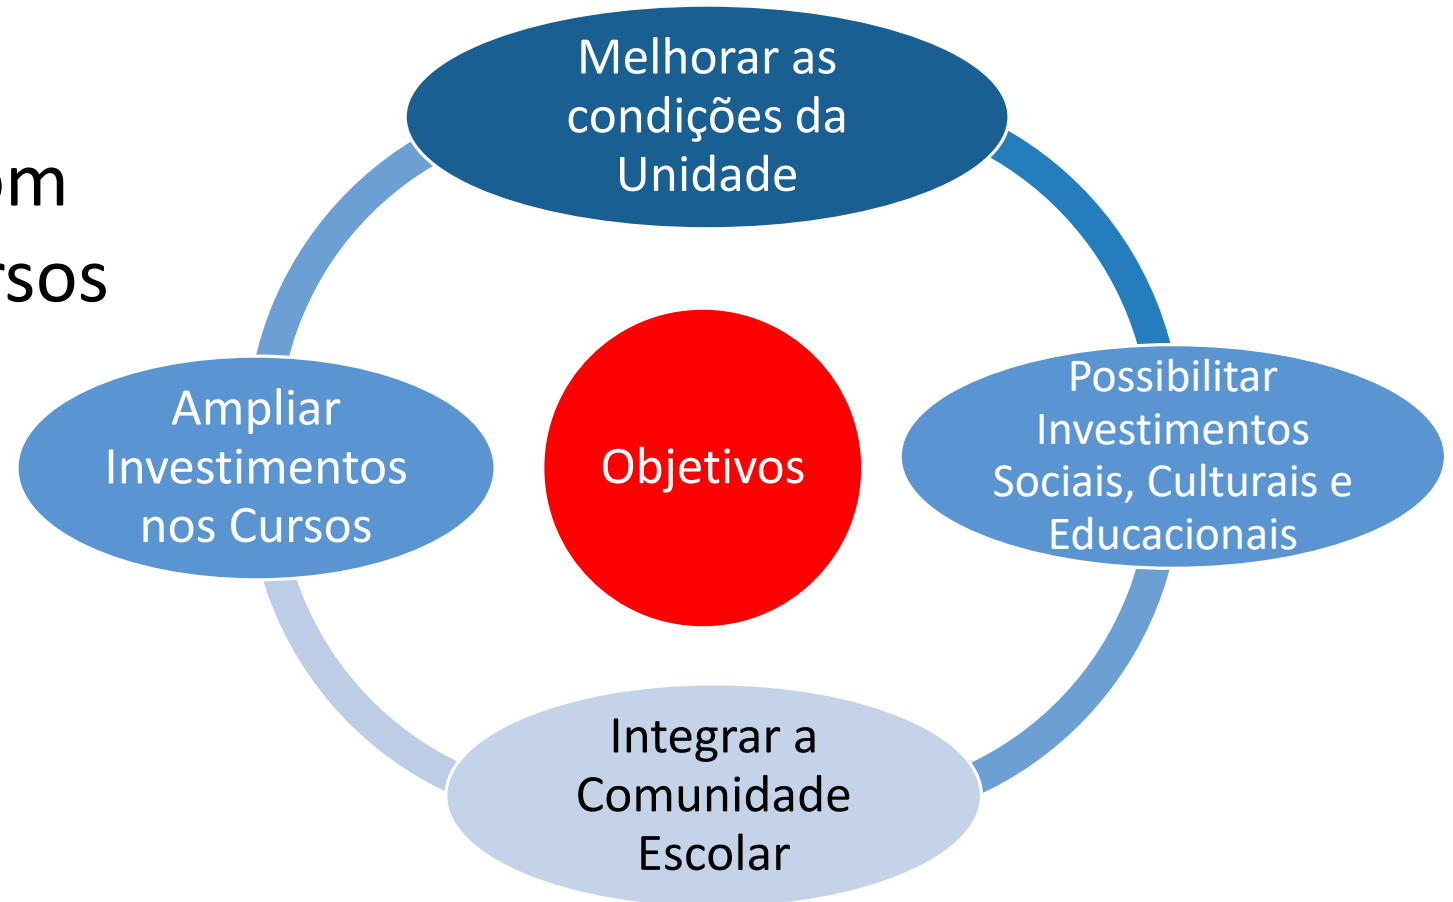 Melhorar as
condições da
Unidade
Ampliar
Investimentos
nos Cursos
Objetivos
Possibilitar
Investimentos
Sociais, Culturais e
Educacionais
Integrar a
Comunidade
Escolar